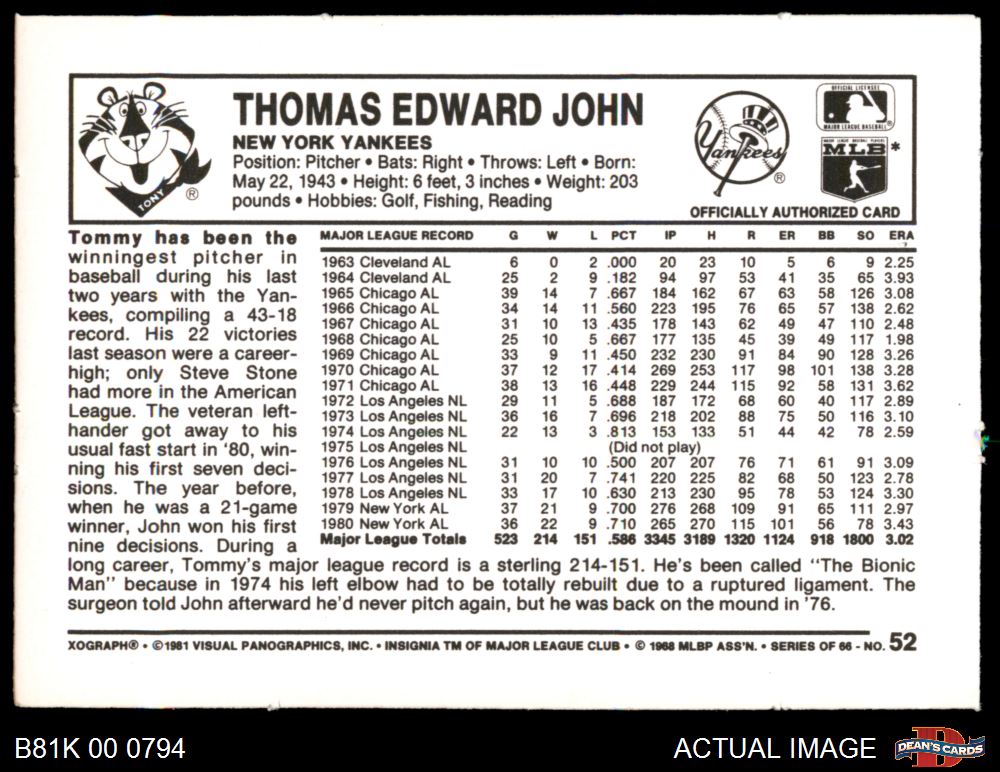 TONY ®
THOMAS EDWARD JOHN
NEW YORK YANKEES
Position: Pitcher • Bats: Right • Throws: Left • Born:
May 22, 1943 • Height: 6 feet, 3 inches • Weight: 203
pounds • Hobbies: Golf, Fishing, Reading
Yankees ®
OFFICIAL LICENSEE
MAJOR LEAGUE BASEBALL ®
MAJOR LEAGUE BASEBALL PLAYERS
MLB *
OFFICIALLY AUTHORIZED CARD
Tommy has been the
winningest pitcher in
baseball during his last
two years with the Yan-
kees, compiling a 43-18
record. His 22 victories
last season were a career-
high; only Steve Stone
had more in the American
League. The veteran left-
hander got away to his
usual fast start in '80, win-
ning his first seven deci-
sions. The year before,
when he was a 21-game
winner, John won his first
nine decisions. During a
long career, Tommy's major league record is a sterling 214-151. He's been called "The Bionic
Man" because in 1974 his left elbow had to be totally rebuilt due to a ruptured ligament. The
surgeon told John afterward he'd never pitch again, but he was back on the mound in '76.
MAJOR LEAGUE RECORD G W L PCT IP H R ER BB SO ERA
1963 Cleveland AL 6 0 2 .000 20 23 10 5 6 9 2.25
1964 Cleveland AL 25 2 9 .182 94 97 53 41 35 65 3.93
1965 Chicago AL 39 14 7 .667 184 162 67 63 58 126 3.08
1966 Chicago AL 34 14 11 .560 223 195 76 65 57 138 2.62
1967 Chicago AL 31 10 13 .435 178 143 62 49 47 110 2.48
1968 Chicago AL 25 10 5 .667 177 135 45 39 49 117 1.98
1969 Chicago AL 33 9 11 .450 232 230 91 84 90 128 3.26
1970 Chicago AL 37 12 17 .414 269 253 117 98 101 138 3.28
1971 Chicago AL 38 13 16 .448 229 244 115 92 58 131 3.62
1972 Los Angeles NL 29 11 5 .688 187 172 68 60 40 117 2.89
1973 Los Angeles NL 36 16 7 .696 218 202 88 75 50 116 3.10
1974 Los Angeles NL 22 13 3 .813 153 133 51 44 42 78 2.59
1975 Los Angeles NL (Did not play)
1976 Los Angeles NL 31 10 10 .500 207 207 76 71 61 91 3.09
1977 Los Angeles NL 31 20 7 .741 220 225 82 68 50 123 2.78
1978 Los Angeles NL 33 17 10 .630 213 230 95 78 53 124 3.30
1979 New York AL 37 21 9 .700 276 268 109 91 65 111 2.97
1980 New York AL 36 22 9 .710 265 270 115 101 56 78 3.43
Major League Totals 523 214 151 .586 3345 3189 1320 1124 918 1800 3.02
XOGRAPH® • ©1981 VISUAL PANOGRAPHICS, INC. • INSIGNIA TM OF MAJOR LEAGUE CLUB • © 1968 MLBP ASS'N. • SERIES OF 66 - NO. 52
B81K 00 0794
ACTUAL IMAGE
DEAN'S CARDS